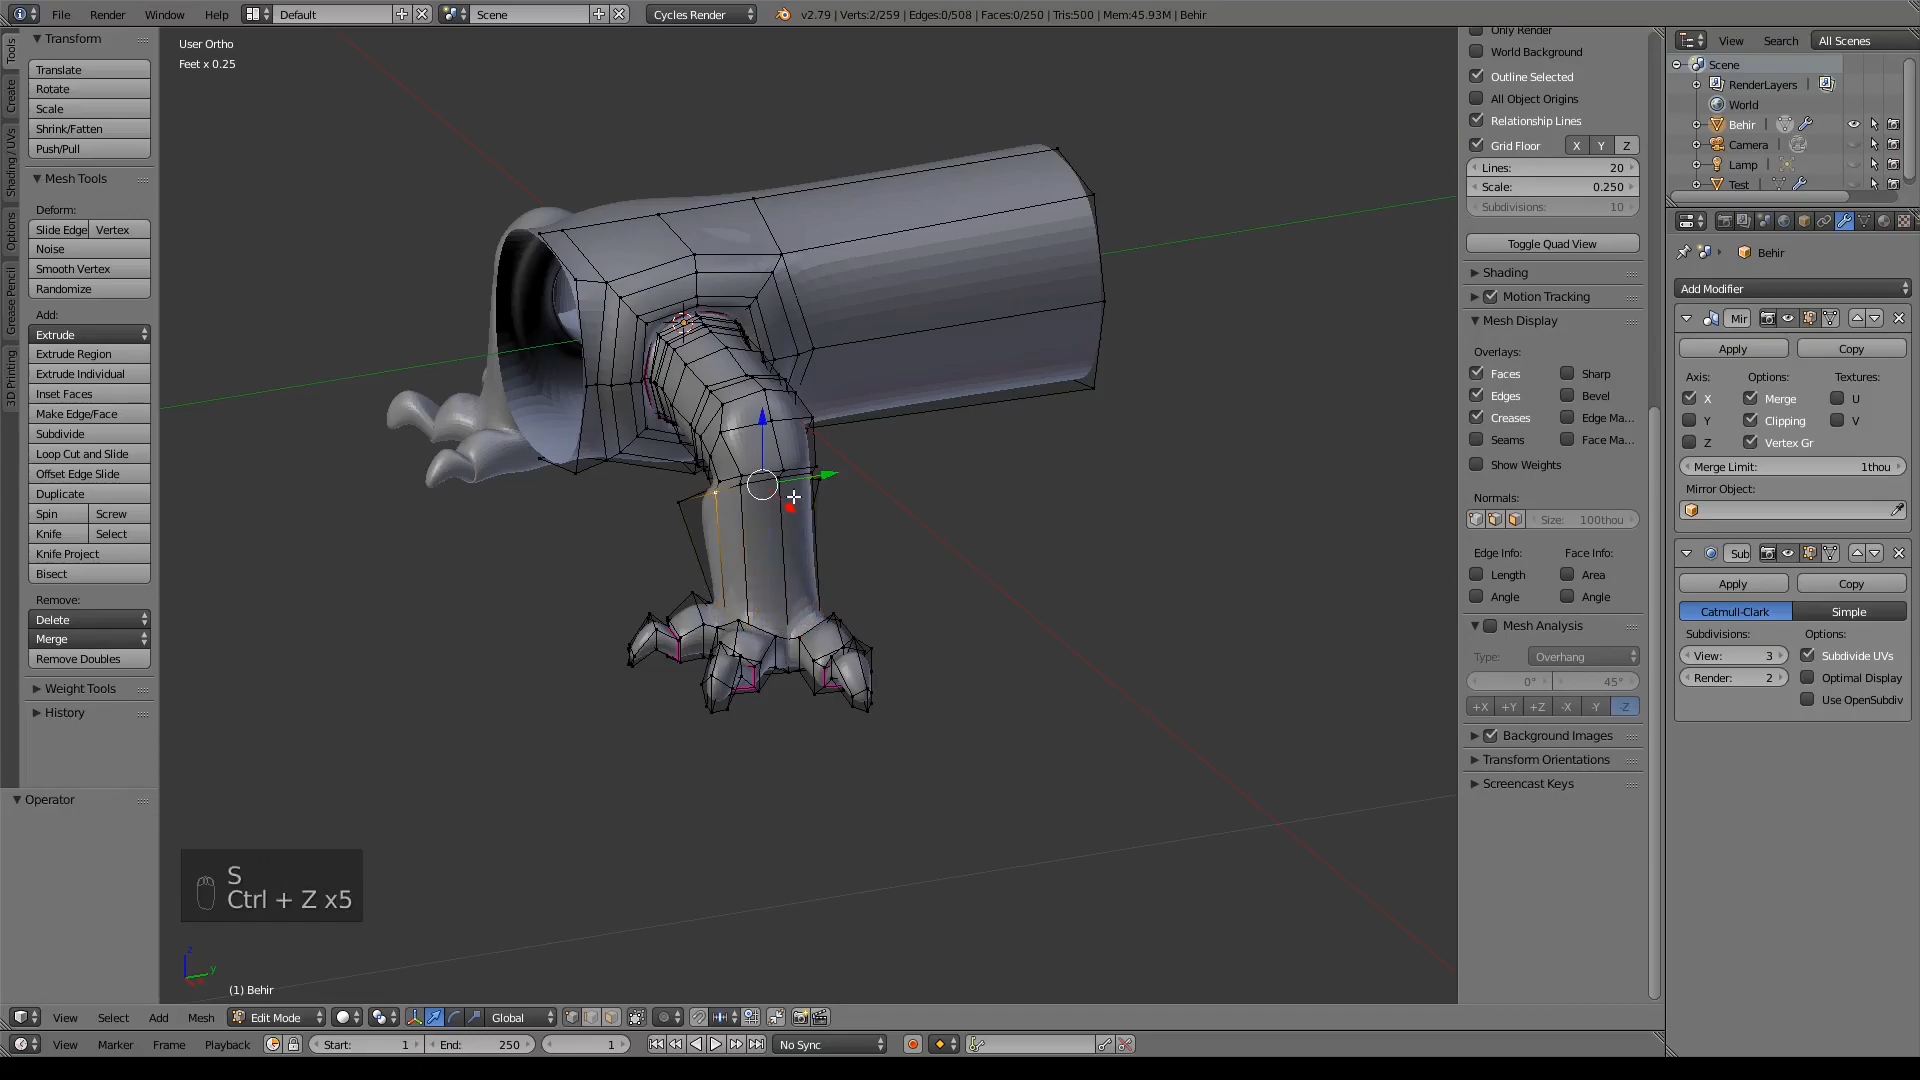 File Render Window Help Default Scene Cycles Render v2.79 | Verts:2/259 | Edges:0/508 | Faces:0/250 | Tris:500 | Mem:45.93M | Behir
Tools
Create
Shading / UVs
Options
Grease Pencil
3D Printing
Transform
Translate
Rotate
Scale
Shrink/Fatten
Push/Pull
Mesh Tools
Deform:
Slide Edge Vertex
Noise
Smooth Vertex
Randomize
Add:
Extrude
Extrude Region
Extrude Individual
Inset Faces
Make Edge/Face
Subdivide
Loop Cut and Slide
Offset Edge Slide
Duplicate
Spin Screw
Knife Select
Knife Project
Bisect
Remove:
Delete
Merge
Remove Doubles
Weight Tools
History
Operator
User Ortho
Feet x 0.25
S
Ctrl + Z x5
z
y
(1) Behir
Only Render
World Background
Outline Selected
All Object Origins
Relationship Lines
Grid Floor X Y Z
Lines: 20
Scale: 0.250
Subdivisions: 10
Toggle Quad View
Shading
Motion Tracking
Mesh Display
Overlays:
Faces Sharp
Edges Bevel
Creases Edge Ma...
Seams Face Ma...
Show Weights
Normals:
Size: 100thou
Edge Info: Face Info:
Length Area
Angle Angle
Mesh Analysis
Type: Overhang
0° 45°
+X +Y +Z -X -Y -Z
Background Images
Transform Orientations
Screencast Keys
View Search All Scenes
Scene
RenderLayers
World
Behir
Camera
Lamp
Test
Behir
Add Modifier
Mir
Apply Copy
Axis: Options: Textures:
X Merge U
Y Clipping V
Z Vertex Gr
Merge Limit: 1thou
Mirror Object:
Sub
Apply Copy
Catmull-Clark Simple
Subdivisions: Options:
View: 3 Subdivide UVs
Render: 2 Optimal Display
Use OpenSubdiv
View Select Add Mesh Edit Mode Global
View Marker Frame Playback Start: 1 End: 250 1 No Sync